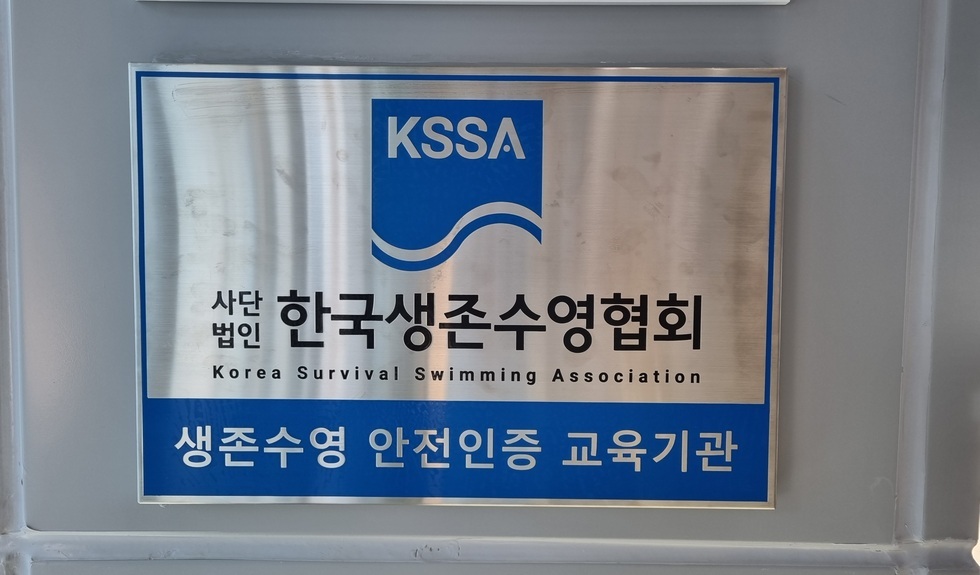 KSSA
사단
법인 한국생존수영협회
Korea Survival Swimming Association
생존수영 안전인증 교육기관